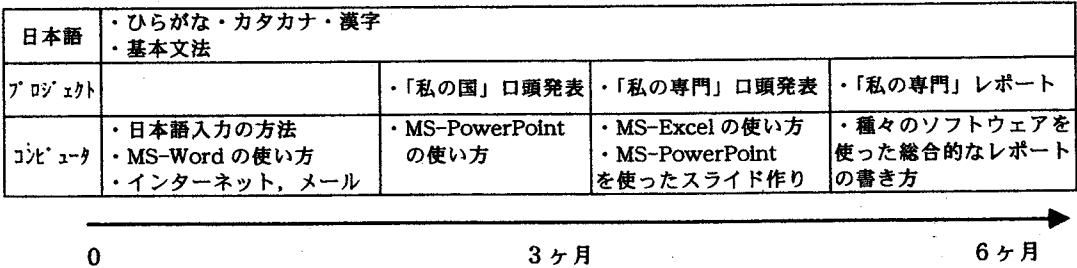 日本語
・ひらがな・カタカナ・漢字
・基本文法
ﾌﾟﾛｼﾞｪｸﾄ
・「私の国」口頭発表
・「私の専門」口頭発表
・「私の専門」レポート
ｺﾝﾋﾟｭｰﾀ
・日本語入力の方法
・MS-Word の使い方
・インターネット，メール
・MS-PowerPoint
の使い方
・MS-Excel の使い方
・MS-PowerPoint
を使ったスライド作り
・種々のソフトウェアを
使った総合的なレポート
の書き方
0
3ヶ月
6ヶ月